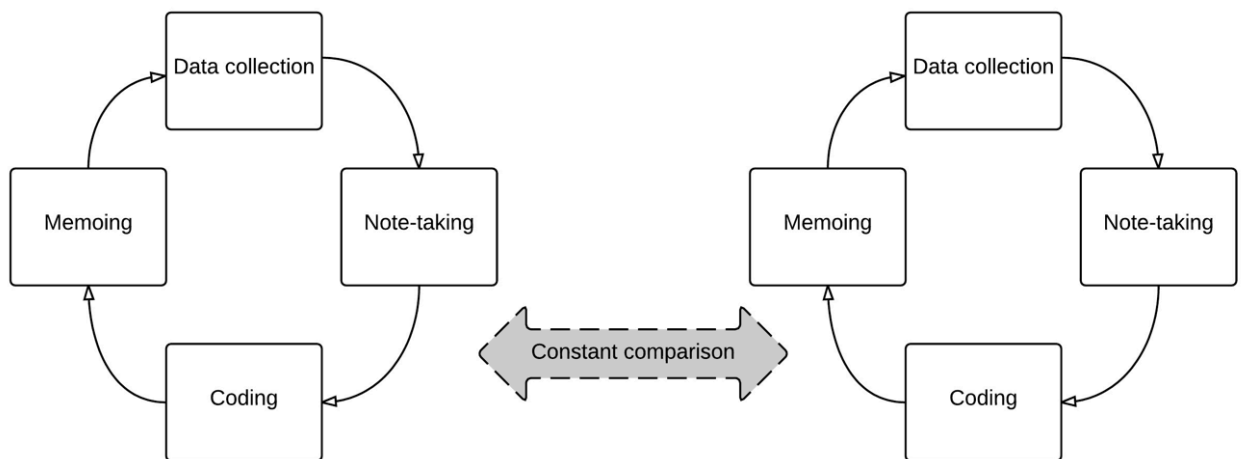 Data collection
Memoing
Note-taking
Coding
Constant comparison
Data collection
Memoing
Note-taking
Coding